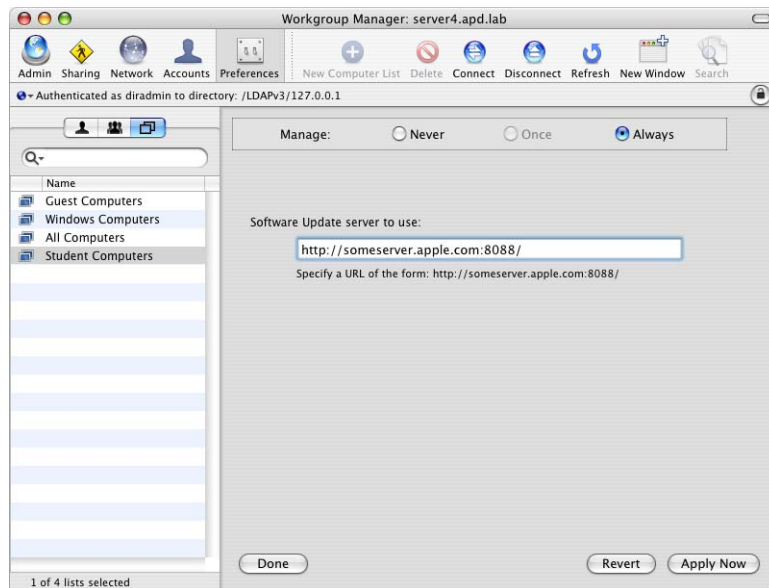 Workgroup Manager: server4.apd.lab
Admin Sharing Network Accounts Preferences New Computer List Delete Connect Disconnect Refresh New Window Search
Authenticated as diradmin to directory: /LDAPv3/127.0.0.1
Manage: Never Once Always
Name
Guest Computers
Windows Computers
All Computers
Student Computers
Software Update server to use:
http://someserver.apple.com:8088/
Specify a URL of the form: http://someserver.apple.com:8088/
Done Revert Apply Now
1 of 4 lists selected